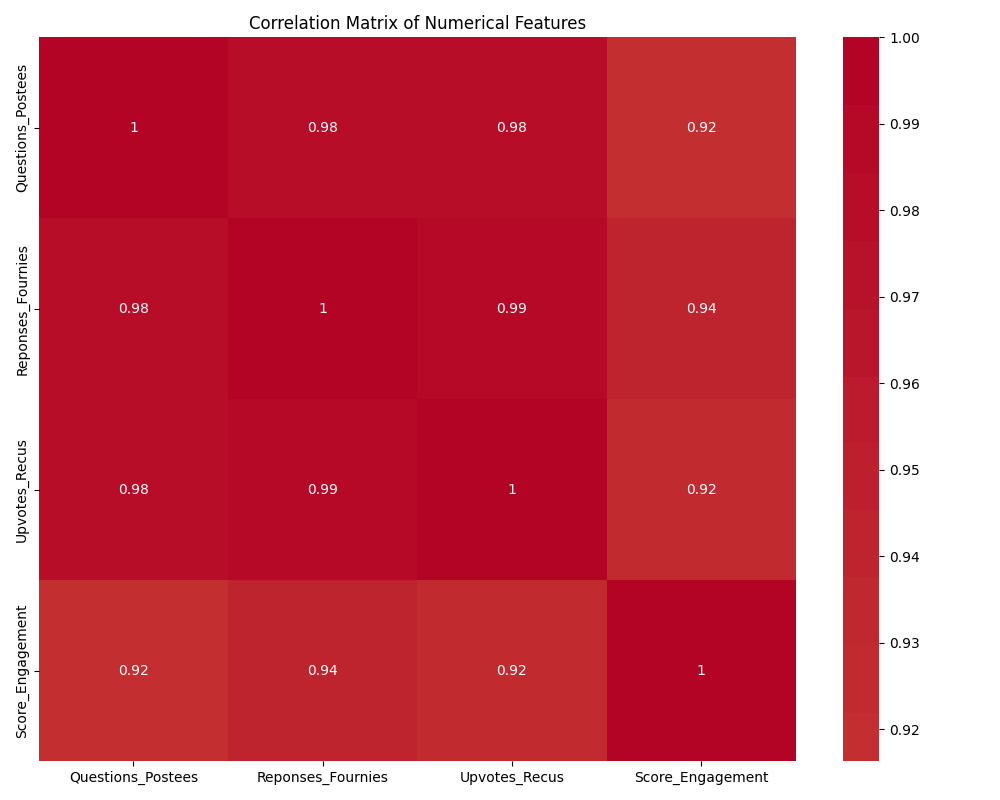 Correlation Matrix of Numerical Features
Questions_Postees
1 0.98 0.98 0.92
Reponses_Fournies
0.98 1 0.99 0.94
Upvotes_Recus
0.98 0.99 1 0.92
Score_Engagement
0.92 0.94 0.92 1
Questions_Postees Reponses_Fournies Upvotes_Recus Score_Engagement
1.00
0.99
0.98
0.97
0.96
0.95
0.94
0.93
0.92